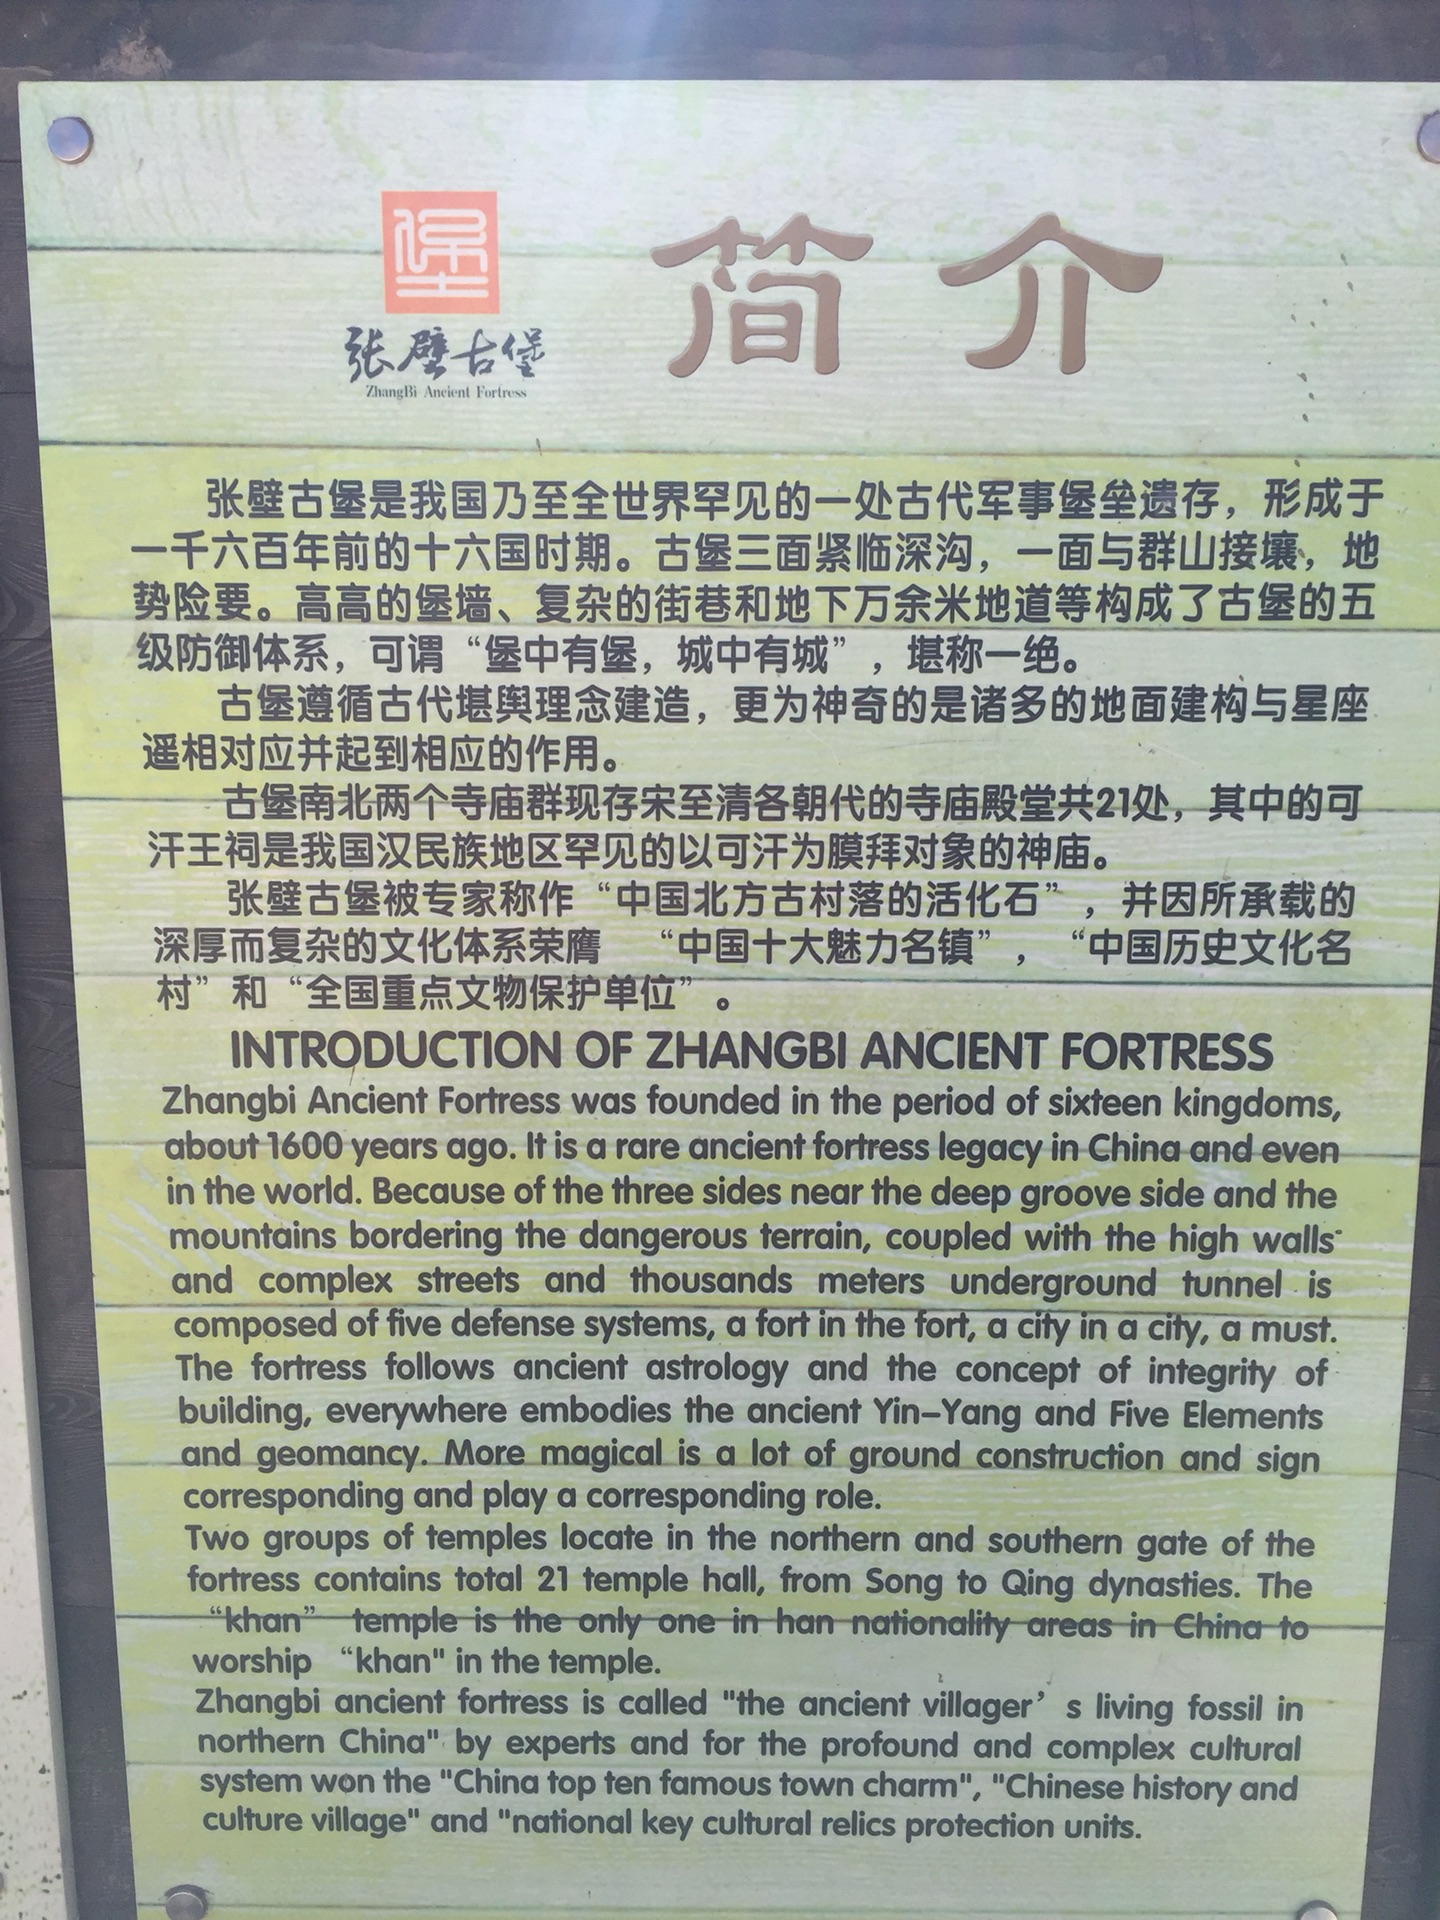 堡
张壁古堡
ZhangBi Ancient Fortress
简介
张壁古堡是我国乃至全世界罕见的一处古代军事堡垒遗存，形成于
一千六百年前的十六国时期。古堡三面紧临深沟，一面与群山接壤，地
势险要。高高的堡墙、复杂的街巷和地下万余米地道等构成了古堡的五
级防御体系，可谓“堡中有堡，城中有城”，堪称一绝。
古堡遵循古代堪舆理念建造，更为神奇的是诸多的地面建构与星座
遥相对应并起到相应的作用。
古堡南北两个寺庙群现存宋至清各朝代的寺庙殿堂共21处，其中的可
汗王祠是我国汉民族地区罕见的以可汗为膜拜对象的神庙。
张壁古堡被专家称作“中国北方古村落的活化石”，并因所承载的
深厚而复杂的文化体系荣膺 “中国十大魅力名镇”，“中国历史文化名
村”和“全国重点文物保护单位”。
INTRODUCTION OF ZHANGBI ANCIENT FORTRESS
Zhangbi Ancient Fortress was founded in the period of sixteen kingdoms,
about 1600 years ago. It is a rare ancient fortress legacy in China and even
in the world. Because of the three sides near the deep groove side and the
mountains bordering the dangerous terrain, coupled with the high walls
and complex streets and thousands meters underground tunnel is
composed of five defense systems, a fort in the fort, a city in a city, a must.
The fortress follows ancient astrology and the concept of integrity of
building, everywhere embodies the ancient Yin-Yang and Five Elements
and geomancy. More magical is a lot of ground construction and sign
corresponding and play a corresponding role.
Two groups of temples locate in the northern and southern gate of the
fortress contains total 21 temple hall, from Song to Qing dynasties. The
“khan” temple is the only one in han nationality areas in China to
worship “khan" in the temple.
Zhangbi ancient fortress is called "the ancient villager’s living fossil in
northern China" by experts and for the profound and complex cultural
system won the "China top ten famous town charm", "Chinese history and
culture village" and "national key cultural relics protection units.